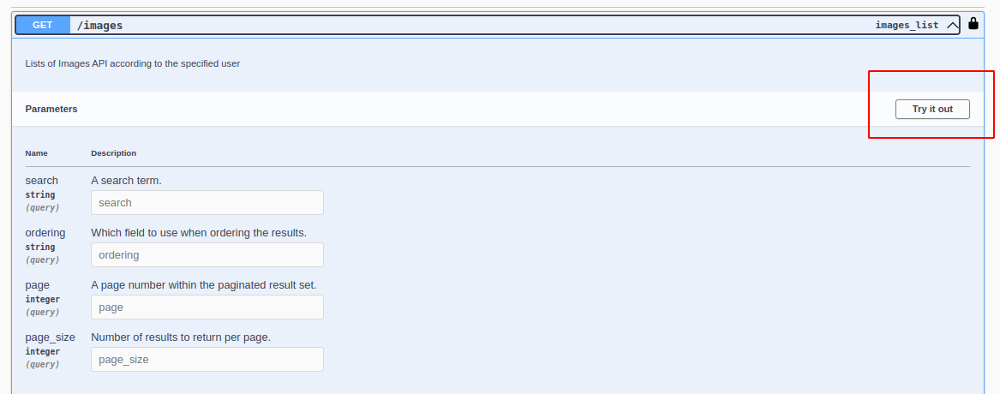 GET /images images_list
Lists of Images API according to the specified user
Parameters Try it out
Name Description
search A search term.
string
(query) search
ordering Which field to use when ordering the results.
string
(query) ordering
page A page number within the paginated result set.
integer
(query) page
page_size Number of results to return per page.
integer
(query) page_size